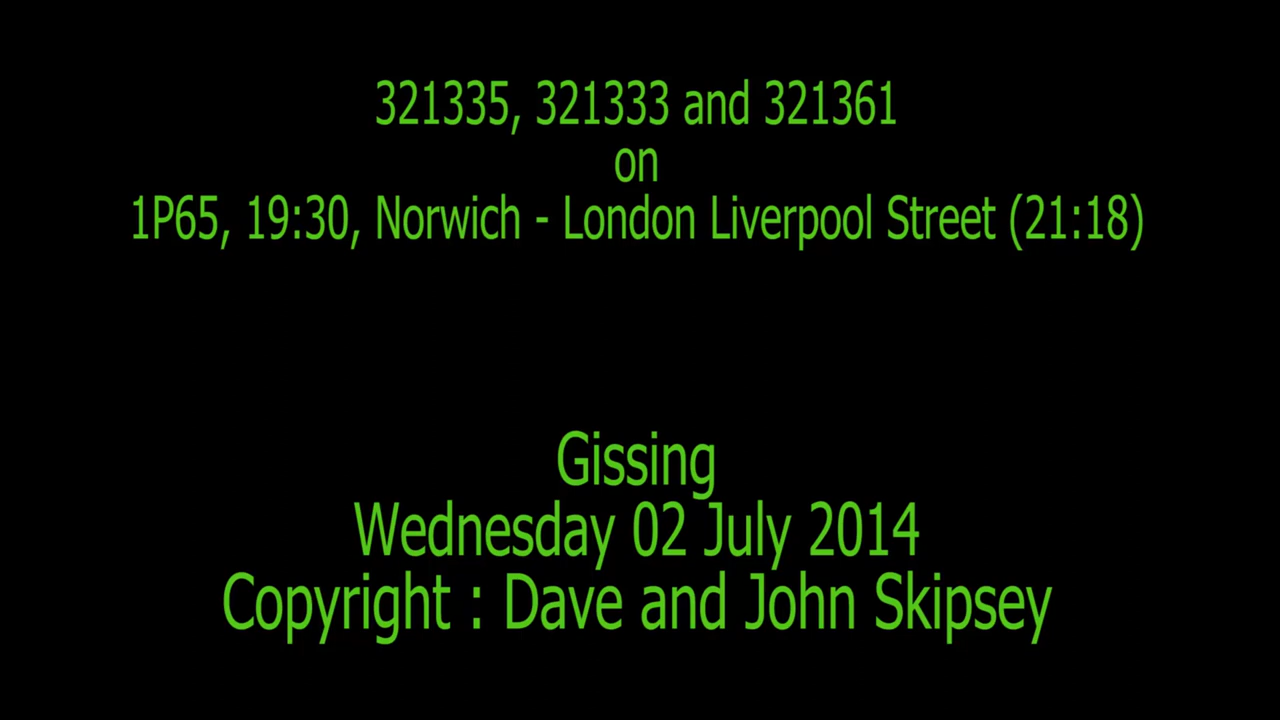 321335, 321333 and 321361
on
1P65, 19:30, Norwich - London Liverpool Street (21:18)
Gissing
Wednesday 02 July 2014
Copyright : Dave and John Skipsey